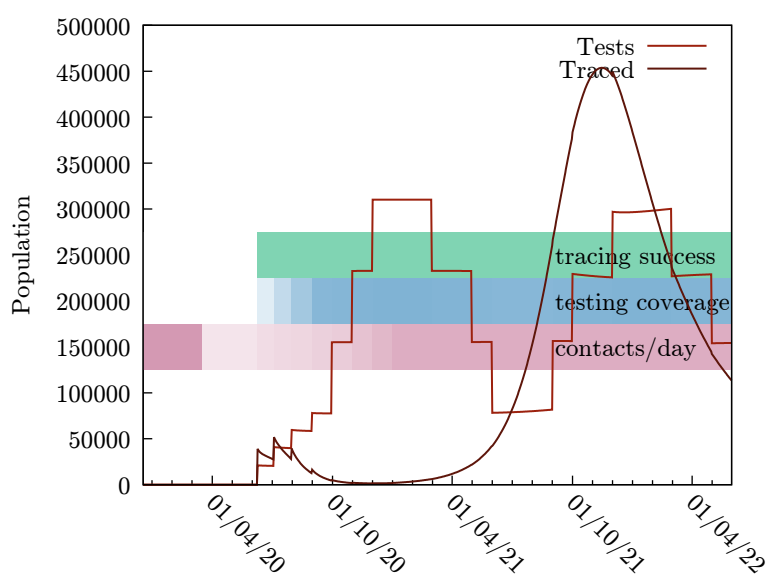 500000
450000
400000
350000
300000
250000
200000
150000
100000
50000
0
Population
Tests
Traced
tracing success
testing coverage
contacts/day
01/04/20
01/10/20
01/04/21
01/10/21
01/04/22